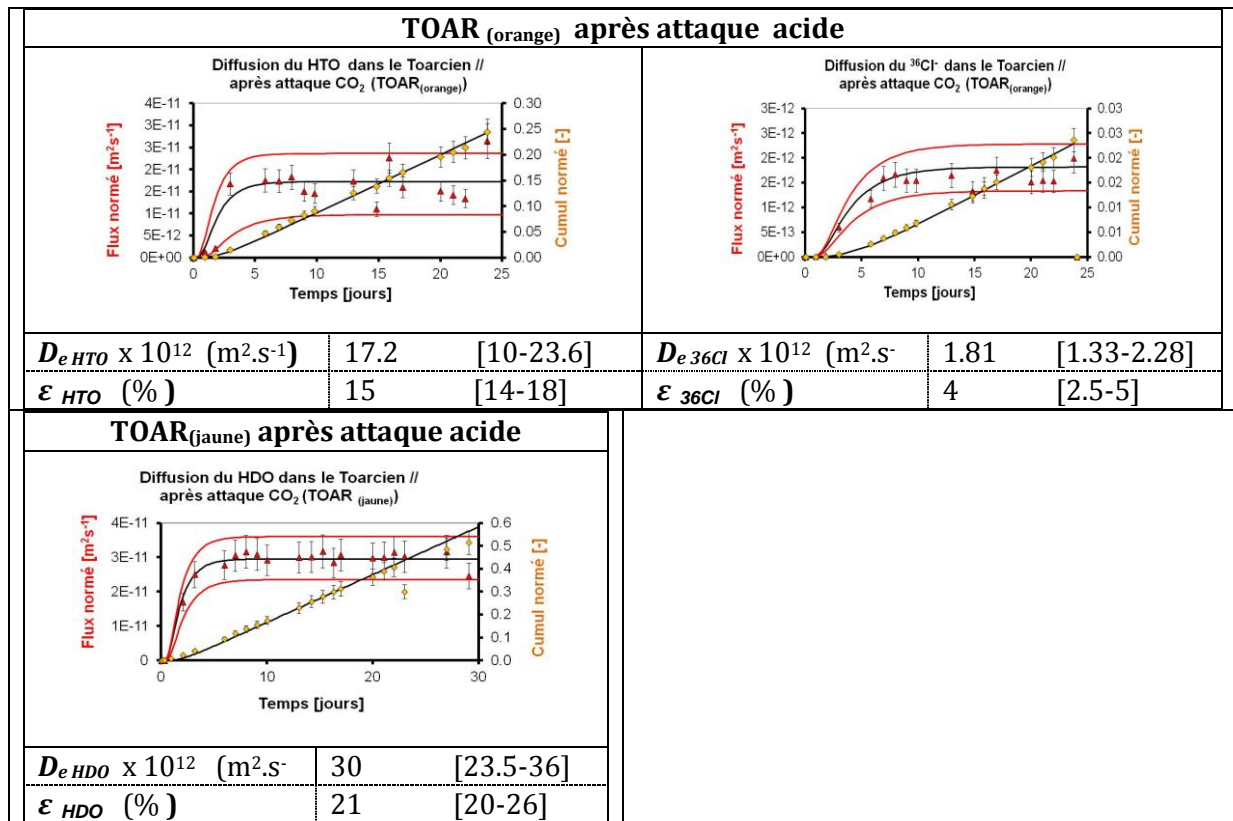 TOAR (orange) après attaque acide
Diffusion du HTO dans le Toarcien //
après attaque CO2 (TOAR(orange))
Flux normé [m²s-1]
4E-11
3E-11
3E-11
2E-11
2E-11
1E-11
5E-12
0E+00
0.30
0.25
0.20
0.15
0.10
0.05
0.00
Cumul normé [-]
0 5 10 15 20 25
Temps [jours]
Diffusion du 36Cl- dans le Toarcien //
après attaque CO2 (TOAR(orange))
Flux normé [m²s-1]
3E-12
3E-12
2E-12
2E-12
1E-12
5E-13
0E+00
0.03
0.03
0.02
0.02
0.01
0.01
0.00
Cumul normé [-]
0 5 10 15 20 25
Temps [jours]
De HTO x 10¹² (m².s-1) 17.2 [10-23.6] De 36Cl x 10¹² (m².s- 1.81 [1.33-2.28]
ε HTO (%) 15 [14-18] ε 36Cl (%) 4 [2.5-5]
TOAR(jaune) après attaque acide
Diffusion du HDO dans le Toarcien //
après attaque CO2 (TOAR (jaune))
Flux normé [m²s-1]
4E-11
3E-11
2E-11
1E-11
0
0.6
0.5
0.4
0.3
0.2
0.1
0.0
Cumul normé [-]
0 10 20 30
Temps [jours]
De HDO x 10¹² (m².s- 30 [23.5-36]
ε HDO (%) 21 [20-26]